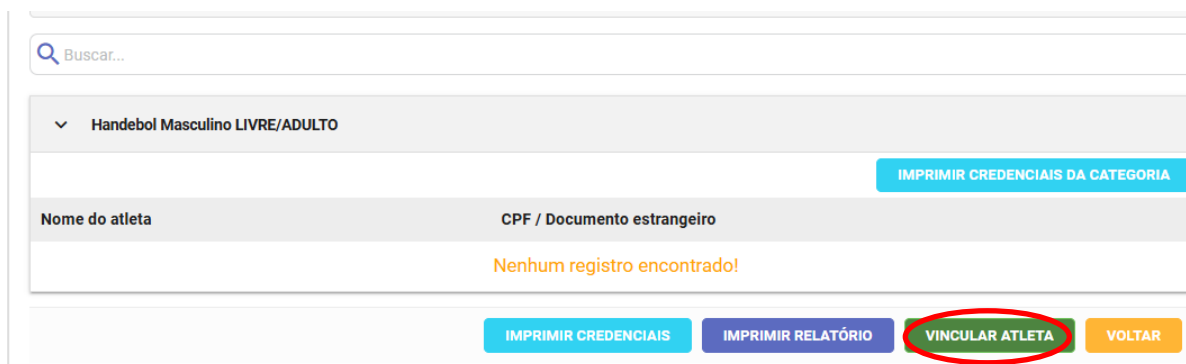 Buscar...
Handebol Masculino LIVRE/ADULTO
IMPRIMIR CREDENCIAIS DA CATEGORIA
Nome do atleta CPF / Documento estrangeiro
Nenhum registro encontrado!
IMPRIMIR CREDENCIAIS IMPRIMIR RELATÓRIO VINCULAR ATLETA VOLTAR